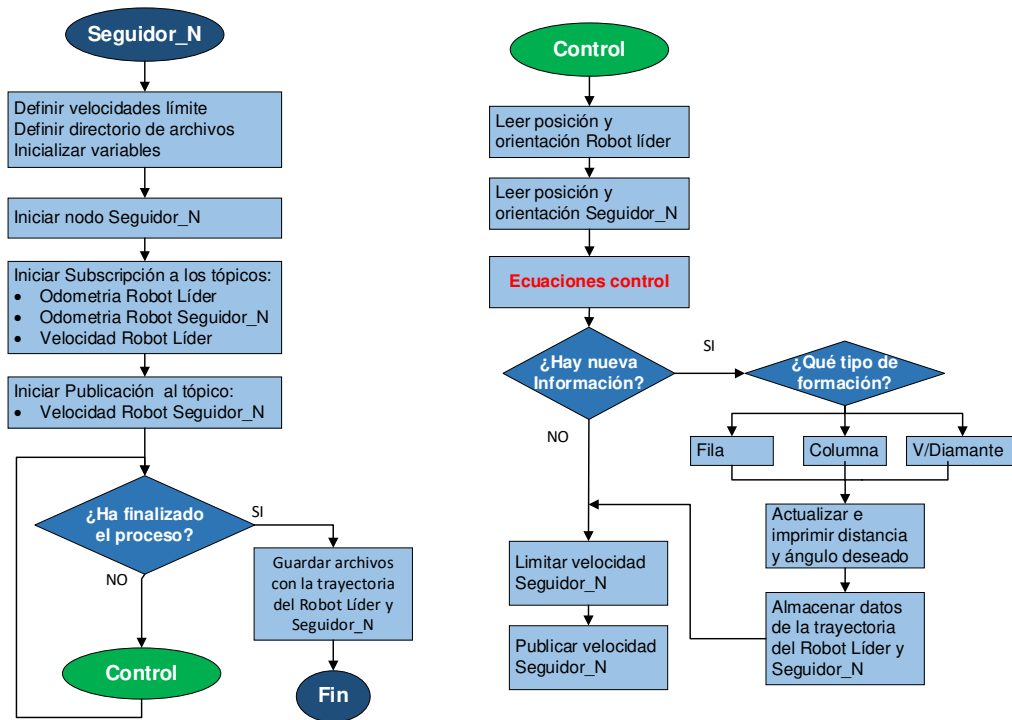 Seguidor_N
Definir velocidades límite
Definir directorio de archivos
Inicializar variables
Iniciar nodo Seguidor_N
Iniciar Subscripción a los tópicos:
• Odometria Robot Líder
• Odometria Robot Seguidor_N
• Velocidad Robot Líder
Iniciar Publicación al tópico:
• Velocidad Robot Seguidor_N
¿Ha finalizado
el proceso?
SI
NO
Guardar archivos
con la trayectoria
del Robot Líder y
Seguidor_N
Control
Fin
Control
Leer posición y
orientación Robot líder
Leer posición y
orientación Seguidor_N
Ecuaciones control
¿Hay nueva
Información?
SI
NO
¿Qué tipo de
formación?
Fila
Columna
V/Diamante
Actualizar e
imprimir distancia
y ángulo deseado
Almacenar datos
de la trayectoria
del Robot Líder y
Seguidor_N
Limitar velocidad
Seguidor_N
Publicar velocidad
Seguidor_N